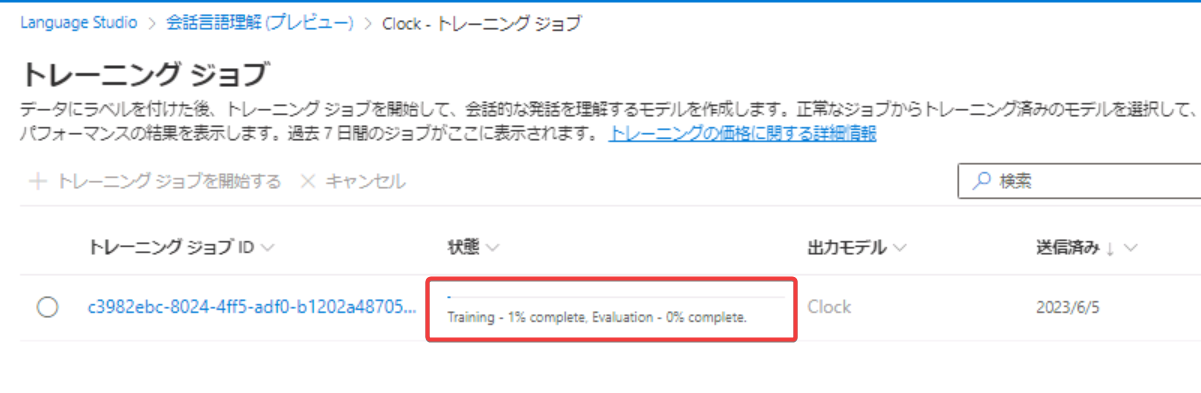 Language Studio > 会話言語理解 (プレビュー) > Clock - トレーニング ジョブ
トレーニング ジョブ
データにラベルを付けた後、トレーニング ジョブを開始して、会話的な発話を理解するモデルを作成します。正常なジョブからトレーニング済みのモデルを選択して、
パフォーマンスの結果を表示します。過去 7 日間のジョブがここに表示されます。 トレーニングの価格に関する詳細情報
トレーニング ジョブを開始する キャンセル 検索
トレーニング ジョブ ID 状態 出力モデル 送信済み ↓
c3982ebc-8024-4ff5-adf0-b1202a48705... Training - 1% complete, Evaluation - 0% complete. Clock 2023/6/5